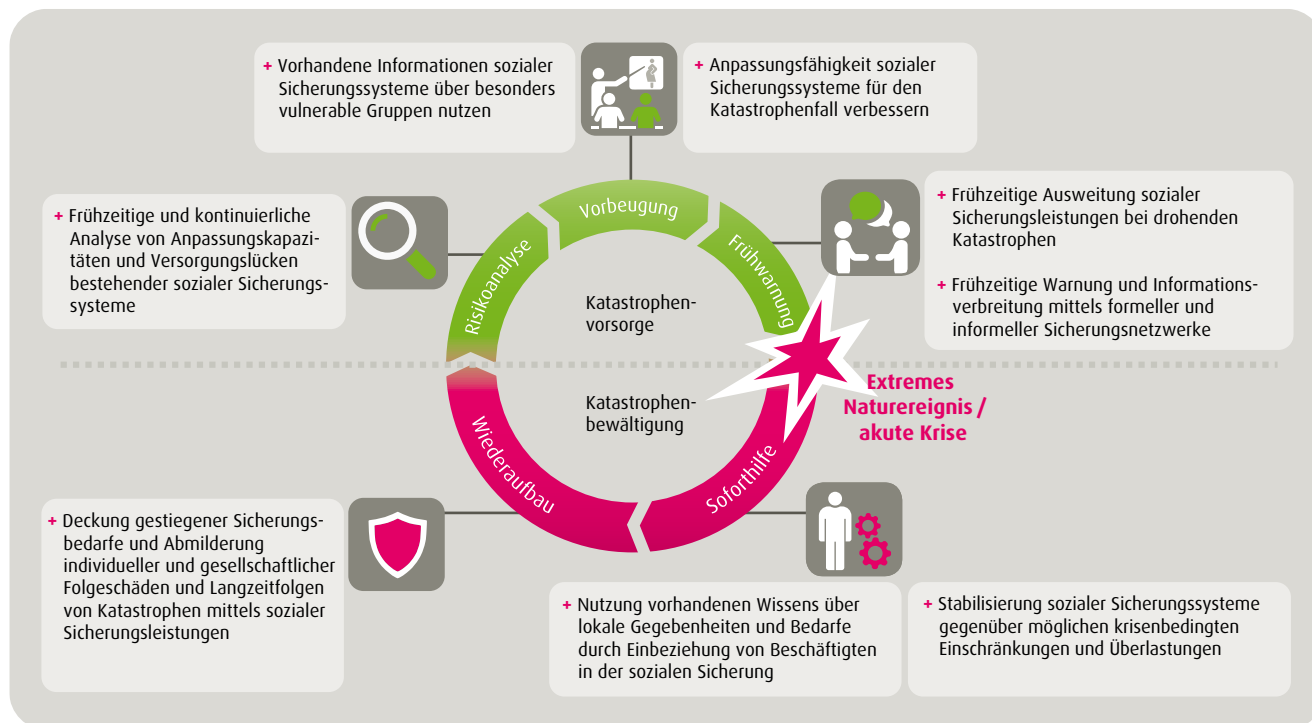 + Vorhandene Informationen sozialer
Sicherungssysteme über besonders
vulnerable Gruppen nutzen
+ Anpassungsfähigkeit sozialer
Sicherungssysteme für den
Katastrophenfall verbessern
+ Frühzeitige und kontinuierliche
Analyse von Anpassungskapazi-
täten und Versorgungslücken
bestehender sozialer Sicherungs-
systeme
+ Frühzeitige Ausweitung sozialer
Sicherungsleistungen bei drohenden
Katastrophen
+ Frühzeitige Warnung und Informations-
verbreitung mittels formeller und
informeller Sicherungsnetzwerke
Risikoanalyse
Vorbeugung
Frühwarnung
Katastrophen-
vorsorge
Extremes
Naturereignis /
akute Krise
Katastrophen-
bewältigung
Wiederaufbau
Soforthilfe
+ Deckung gestiegener Sicherungs-
bedarfe und Abmilderung
individueller und gesellschaftlicher
Folgeschäden und Langzeitfolgen
von Katastrophen mittels sozialer
Sicherungsleistungen
+ Nutzung vorhandenen Wissens über
lokale Gegebenheiten und Bedarfe
durch Einbeziehung von Beschäftigten
in der sozialen Sicherung
+ Stabilisierung sozialer Sicherungssysteme
gegenüber möglichen krisenbedingten
Einschränkungen und Überlastungen